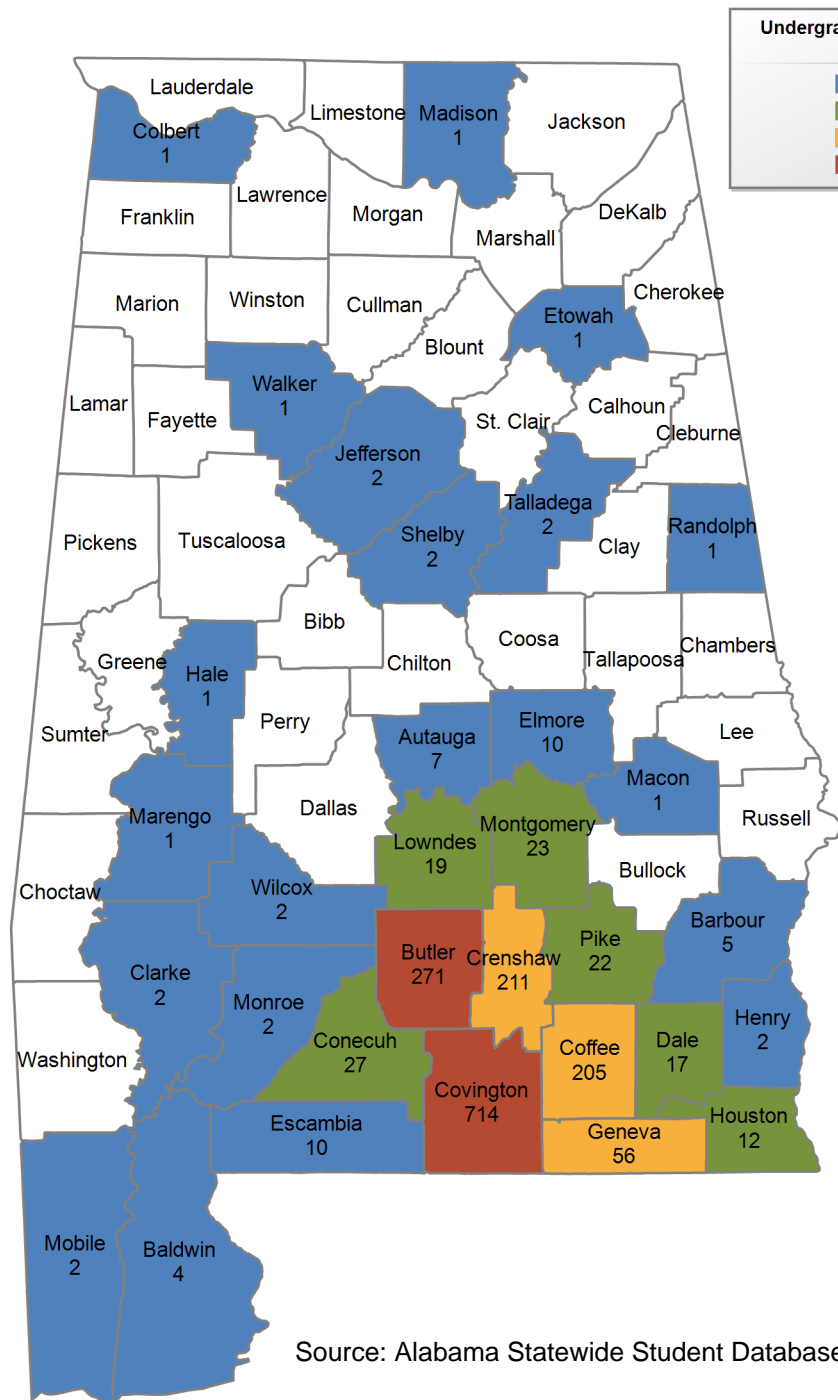 Undergra
Lauderdale
Limestone
Madison
1
Jackson
Colbert
1
Lawrence
Franklin
Morgan
DeKalb
Marshall
Marion
Winston
Cullman
Cherokee
Etowah
1
Blount
Walker
1
Lamar
Fayette
St. Clair
Calhoun
Cleburne
Jefferson
2
Talladega
2
Randolph
1
Pickens
Tuscaloosa
Shelby
2
Clay
Bibb
Coosa
Tallapoosa
Chambers
Greene
Hale
1
Chilton
Perry
Sumter
Autauga
7
Elmore
10
Lee
Macon
1
Marengo
1
Dallas
Lowndes
19
Montgomery
23
Russell
Bullock
Choctaw
Wilcox
2
Barbour
5
Butler
271
Crenshaw
211
Pike
22
Clarke
2
Monroe
2
Henry
2
Washington
Conecuh
27
Coffee
205
Dale
17
Covington
714
Escambia
10
Geneva
56
Houston
12
Mobile
2
Baldwin
4
Source: Alabama Statewide Student Database